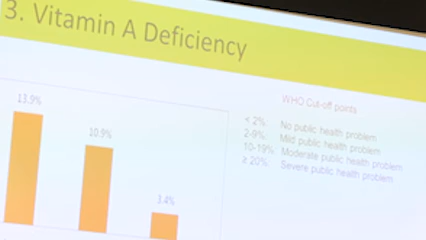 3. Vitamin A Deficiency
13.9%
10.9%
3.4%
WHO Cut-off points
< 2% No public health problem
2-9% Mild public health problem
10-19% Moderate public health problem
≥ 20% Severe public health problem